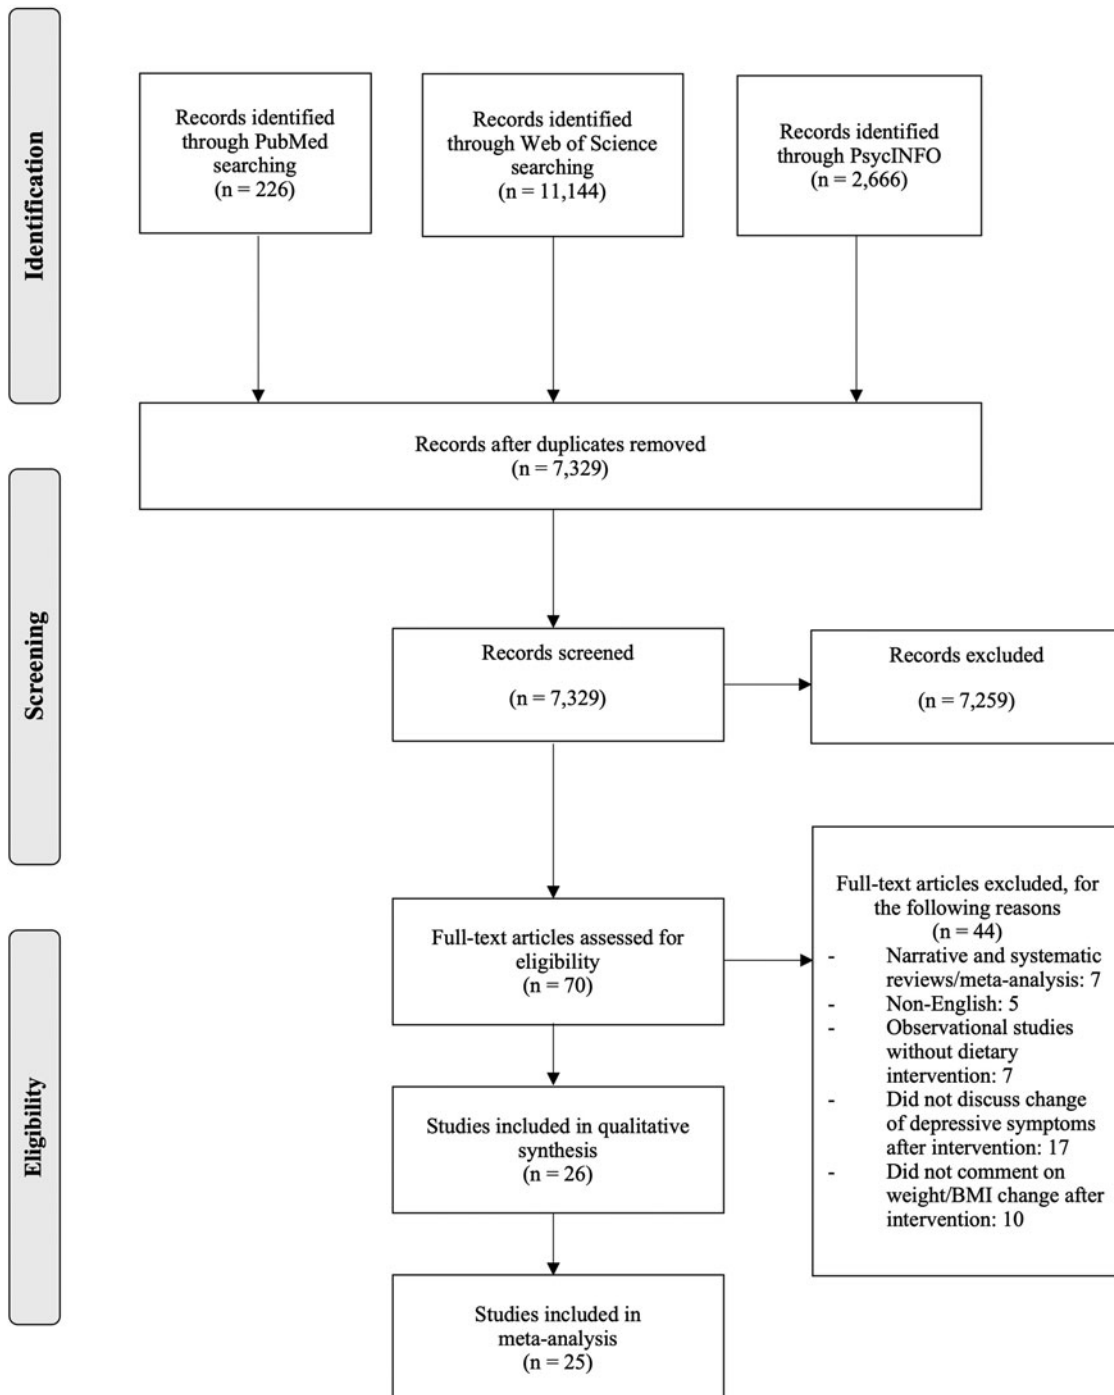 Identification
Records identified
through PubMed
searching
(n = 226)
Records identified
through Web of Science
searching
(n = 11,144)
Records identified
through PsycINFO
(n = 2,666)
Records after duplicates removed
(n = 7,329)
Screening
Records screened
(n = 7,329)
Records excluded
(n = 7,259)
Eligibility
Full-text articles assessed for
eligibility
(n = 70)
Full-text articles excluded, for
the following reasons
(n = 44)
- Narrative and systematic
reviews/meta-analysis: 7
- Non-English: 5
- Observational studies
without dietary
intervention: 7
- Did not discuss change
of depressive symptoms
after intervention: 17
- Did not comment on
weight/BMI change after
intervention: 10
Studies included in qualitative
synthesis
(n = 26)
Studies included in
meta-analysis
(n = 25)